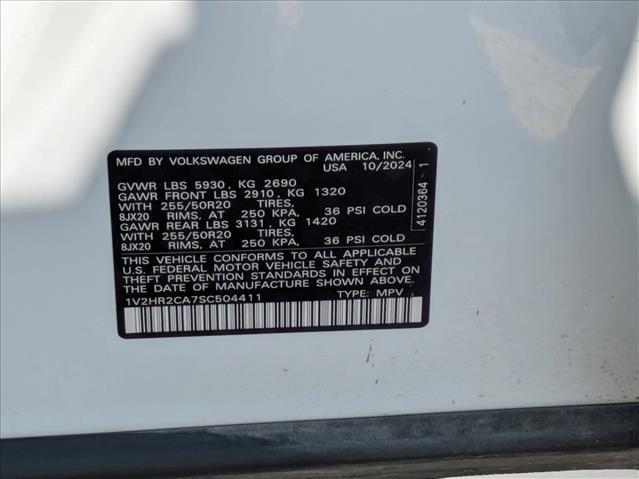 MFD BY VOLKSWAGEN GROUP OF AMERICA, INC.
USA 10/2024
GVWR LBS 5930, KG 2690
GAWR FRONT LBS 2910, KG 1320
WITH 255/50R20 TIRES,
8JX20 RIMS, AT 250 KPA, 36 PSI COLD
GAWR REAR LBS 3131, KG 1420
WITH 255/50R20 TIRES,
8JX20 RIMS, AT 250 KPA, 36 PSI COLD
THIS VEHICLE CONFORMS TO ALL APPLICABLE
U.S. FEDERAL MOTOR VEHICLE SAFETY AND
THEFT PREVENTION STANDARDS IN EFFECT ON
THE DATE OF MANUFACTURE SHOWN ABOVE.
1V2HR2CA7SC504411 TYPE: MPV
4120364 - 1